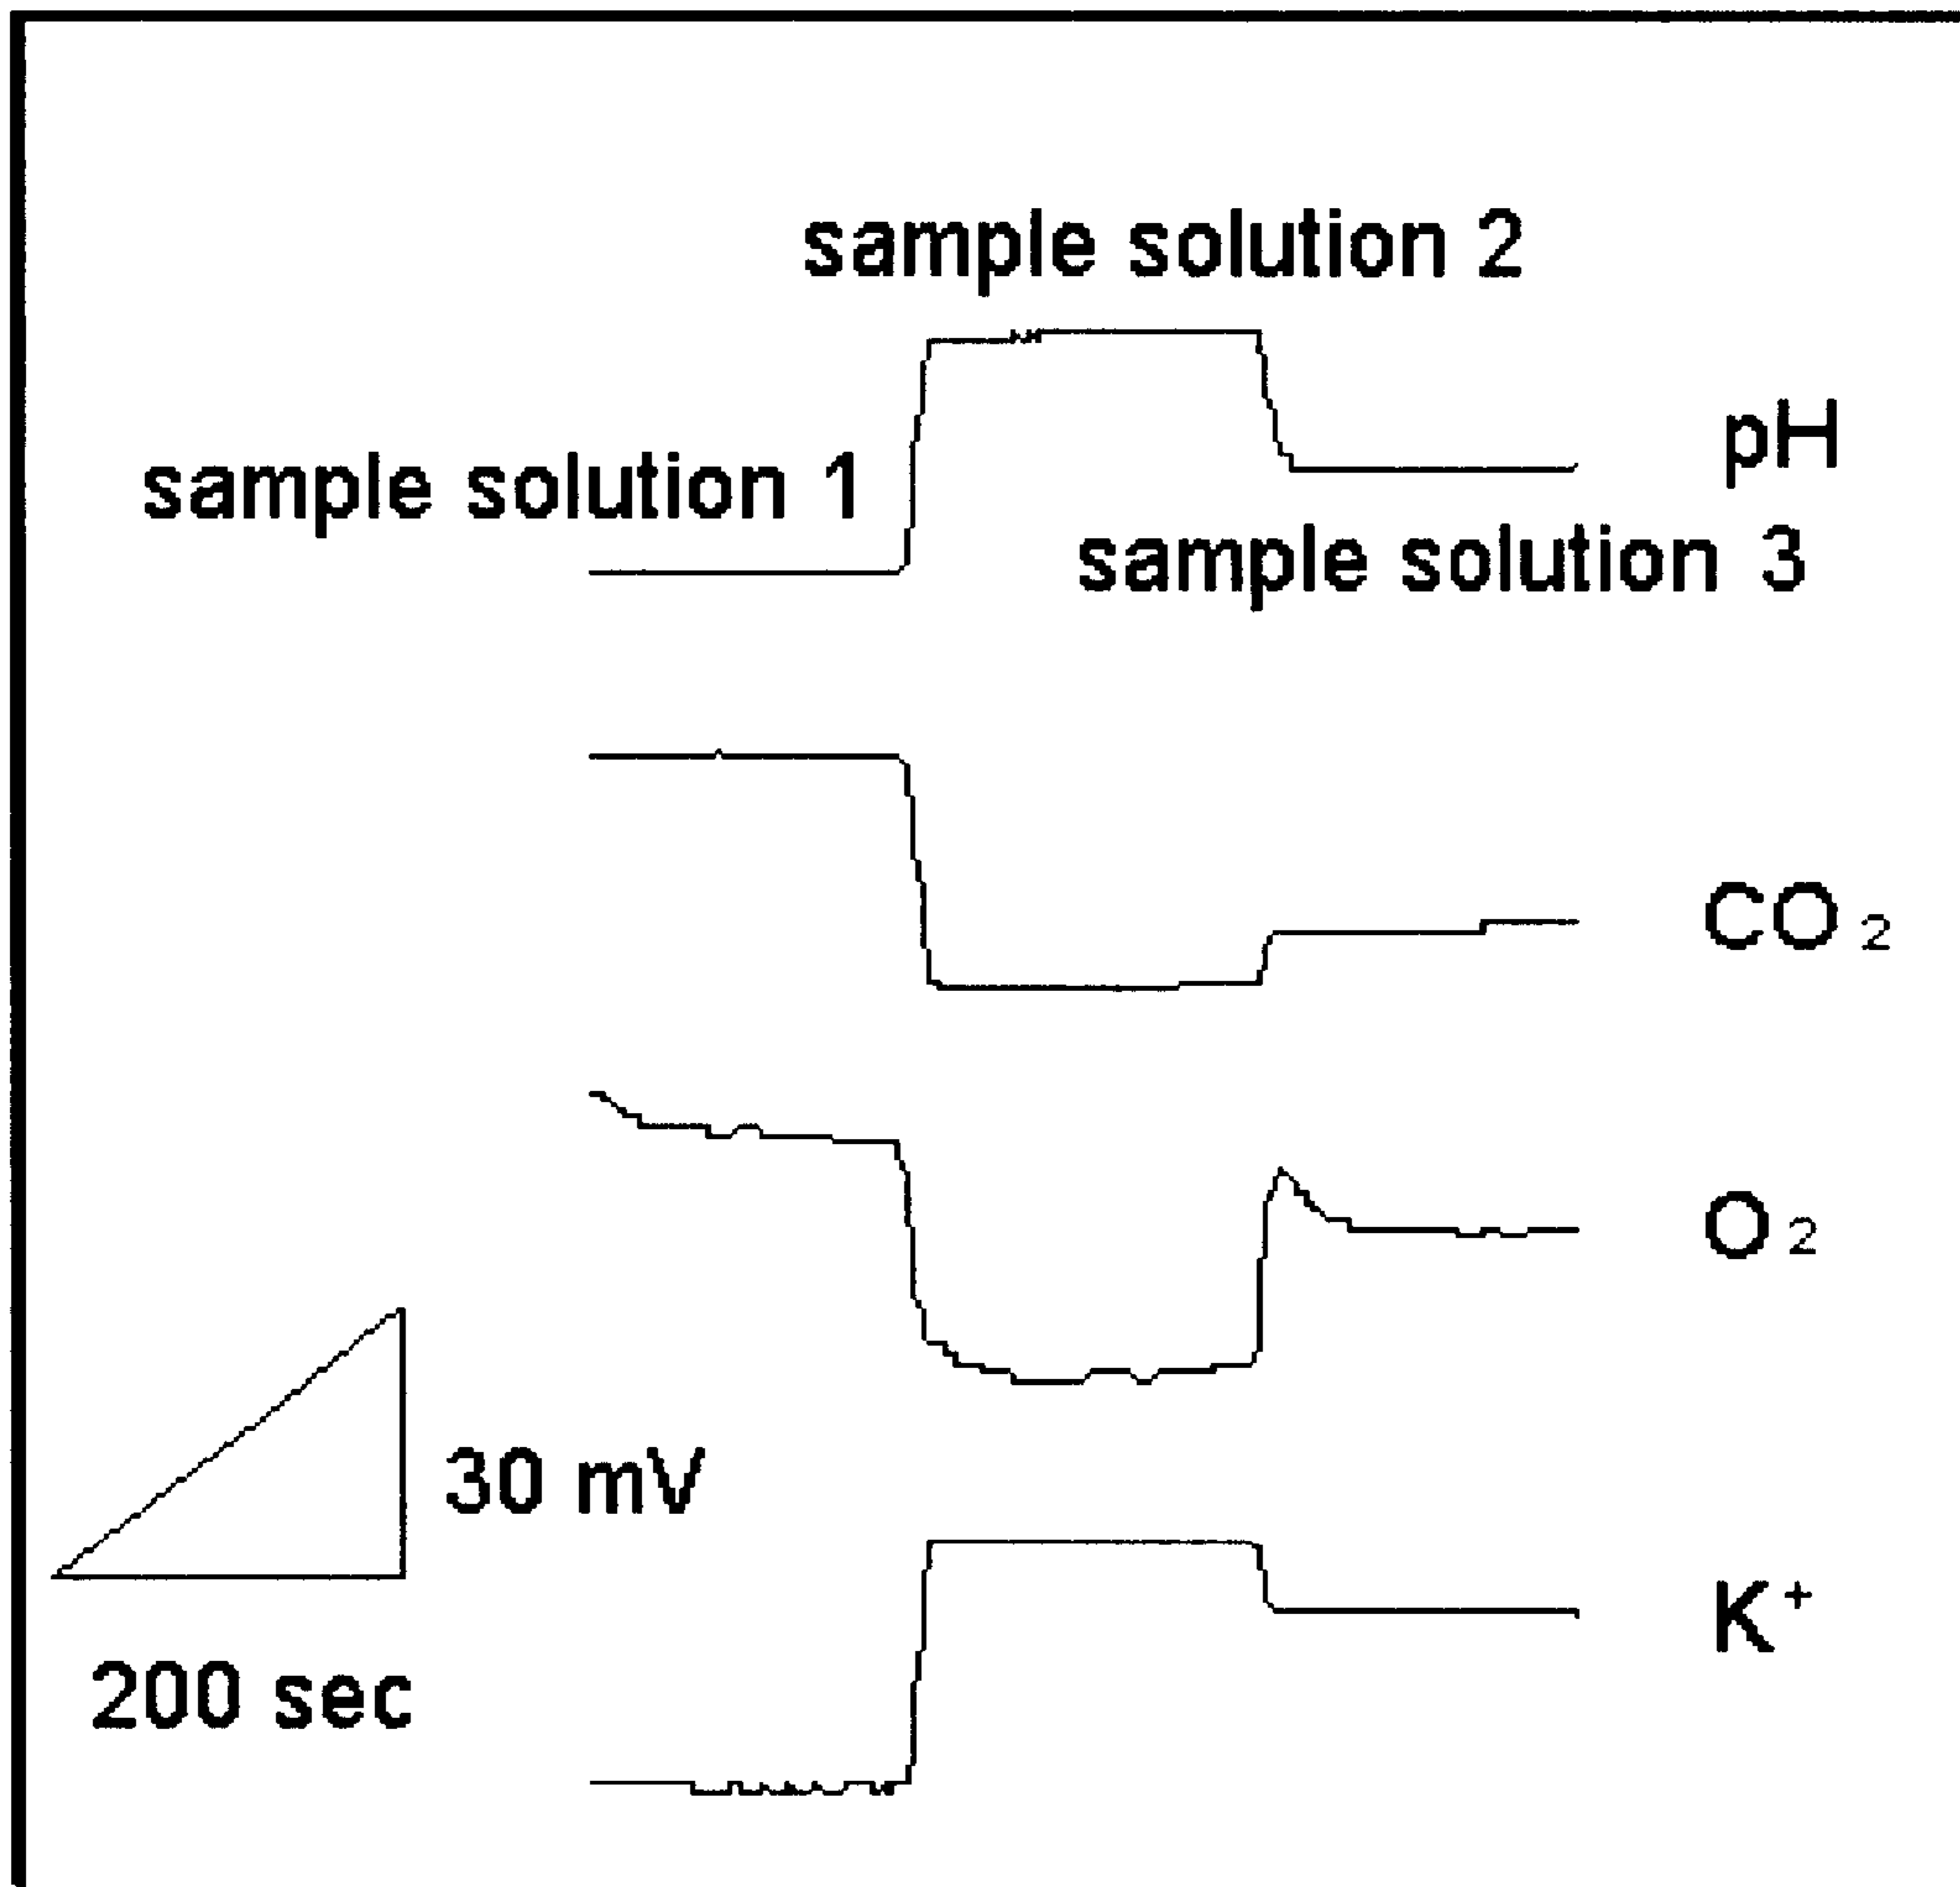 sample solution 2
pH
sample solution 1
sample solution 3
CO₂
O₂
30 mV
K⁺
200 sec